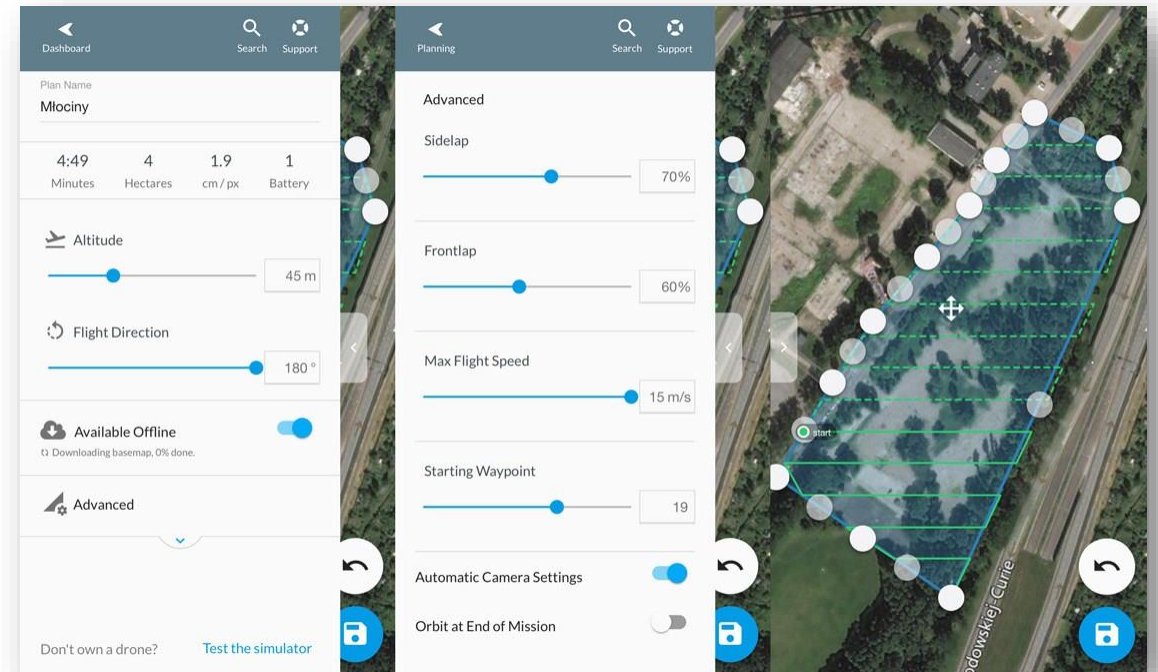 Dashboard
Search
Support
Plan Name
Młociny
4:49
4
1.9
1
Minutes
Hectares
cm / px
Battery
Altitude
45 m
Flight Direction
180 °
Available Offline
Downloading basemap, 0% done.
Advanced
Don't own a drone?
Test the simulator
Planning
Search
Support
Advanced
Sidelap
70%
Frontlap
60%
Max Flight Speed
15 m/s
Starting Waypoint
19
Automatic Camera Settings
Orbit at End of Mission
start
odowskiej-Curie